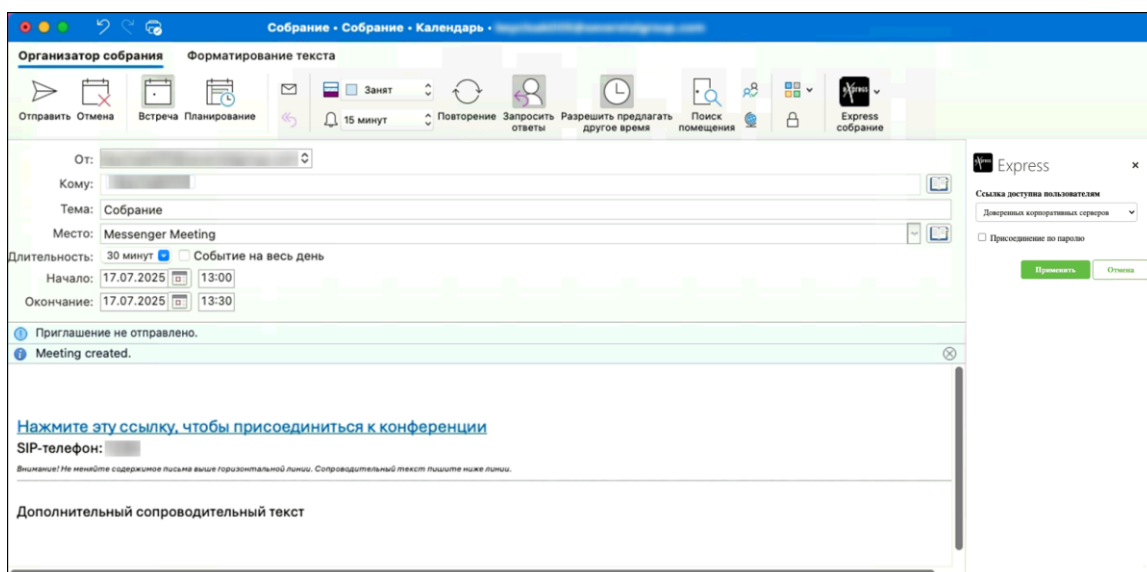 Собрание • Собрание • Календарь •
Организатор собрания Форматирование текста
Занят
15 минут
Отправить Отмена Встреча Планирование Повторение Запросить ответы Разрешить предлагать другое время Поиск помещения Express собрание
От:
Кому:
Тема: Собрание
Место: Messenger Meeting
Длительность: 30 минут Событие на весь день
Начало: 17.07.2025 13:00
Окончание: 17.07.2025 13:30
Приглашение не отправлено.
Meeting created.
Нажмите эту ссылку, чтобы присоединиться к конференции
SIP-телефон:
Внимание! Не меняйте содержимое письма выше горизонтальной линии. Сопроводительный текст пишите ниже линии.
Дополнительный сопроводительный текст
Express
Ссылка доступна пользователям
Доверенных корпоративных серверов
Присоединение по паролю
Применить Отмена